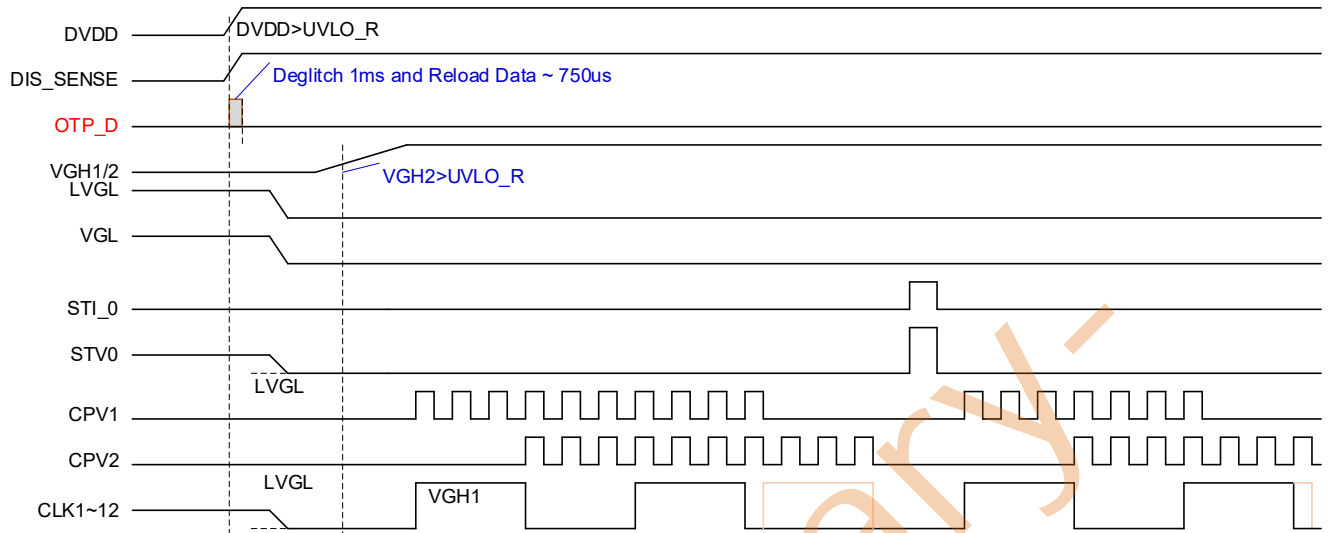 DVDD
DVDD>UVLO_R
DIS_SENSE
Deglitch 1ms and Reload Data ~ 750us
OTP_D
VGH1/2
VGH2>UVLO_R
LVGL
VGL
STI_0
STV0
LVGL
CPV1
CPV2
LVGL
VGH1
CLK1~12
ary-